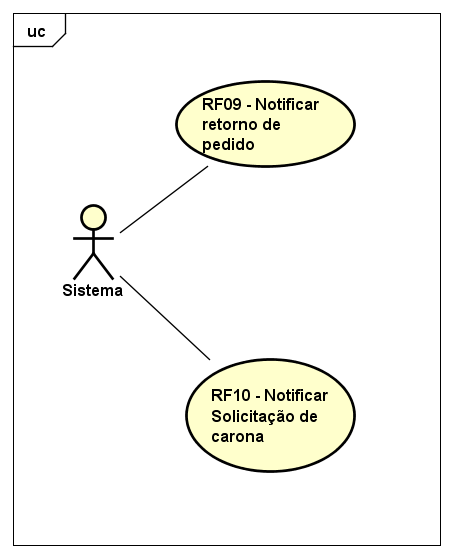 uc
RF09 - Notificar
retorno de
pedido
Sistema
RF10 - Notificar
Solicitação de
carona